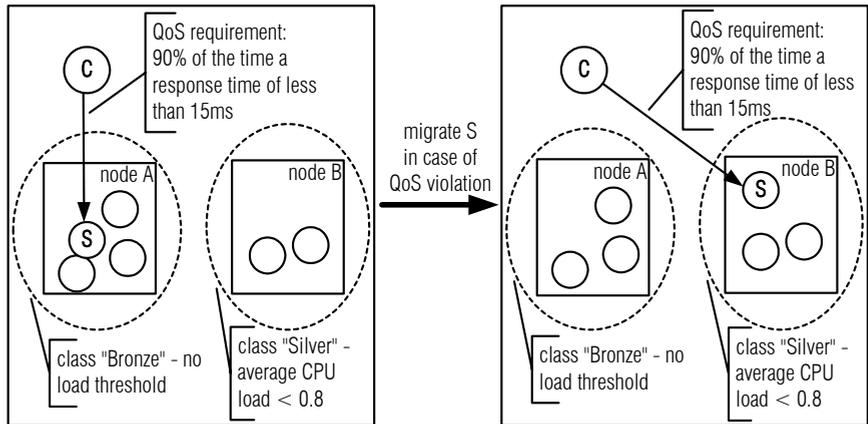 QoS requirement:
90% of the time a
response time of less
than 15ms
C
node A
S
node B
class "Bronze" - no
load threshold
class "Silver" -
average CPU
load < 0.8
migrate S
in case of
QoS violation
QoS requirement:
90% of the time a
response time of less
than 15ms
C
node A
node B
S
class "Bronze" - no
load threshold
class "Silver" -
average CPU
load < 0.8